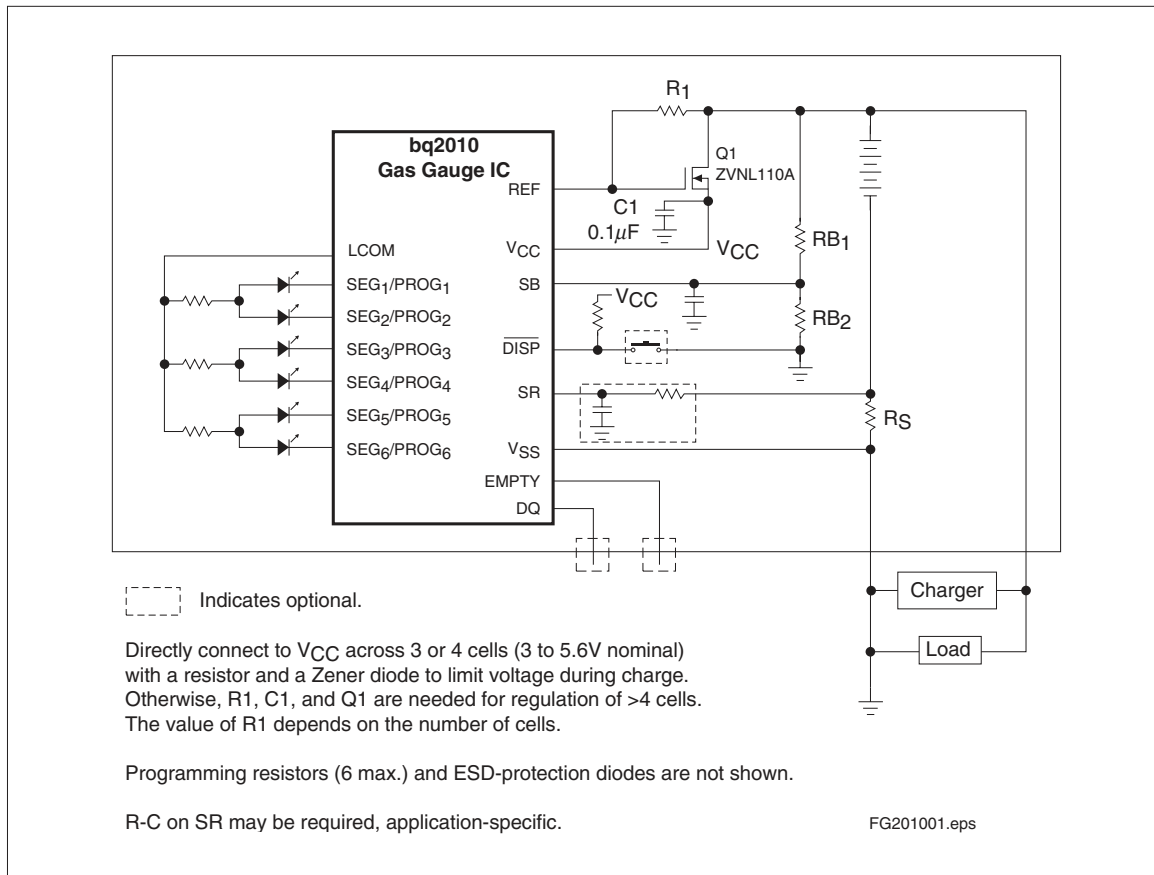 R1
bq2010
Gas Gauge IC
Q1
ZVNL110A
REF
C1
0.1µF
VCC
VCC
RB1
LCOM
SEG1/PROG1
SB
VCC
SEG2/PROG2
RB2
SEG3/PROG3
DISP
SEG4/PROG4
SR
SEG5/PROG5
RS
SEG6/PROG6
VSS
EMPTY
DQ
Indicates optional.
Charger
Load
Directly connect to VCC across 3 or 4 cells (3 to 5.6V nominal)
with a resistor and a Zener diode to limit voltage during charge.
Otherwise, R1, C1, and Q1 are needed for regulation of >4 cells.
The value of R1 depends on the number of cells.
Programming resistors (6 max.) and ESD-protection diodes are not shown.
R-C on SR may be required, application-specific.
FG201001.eps